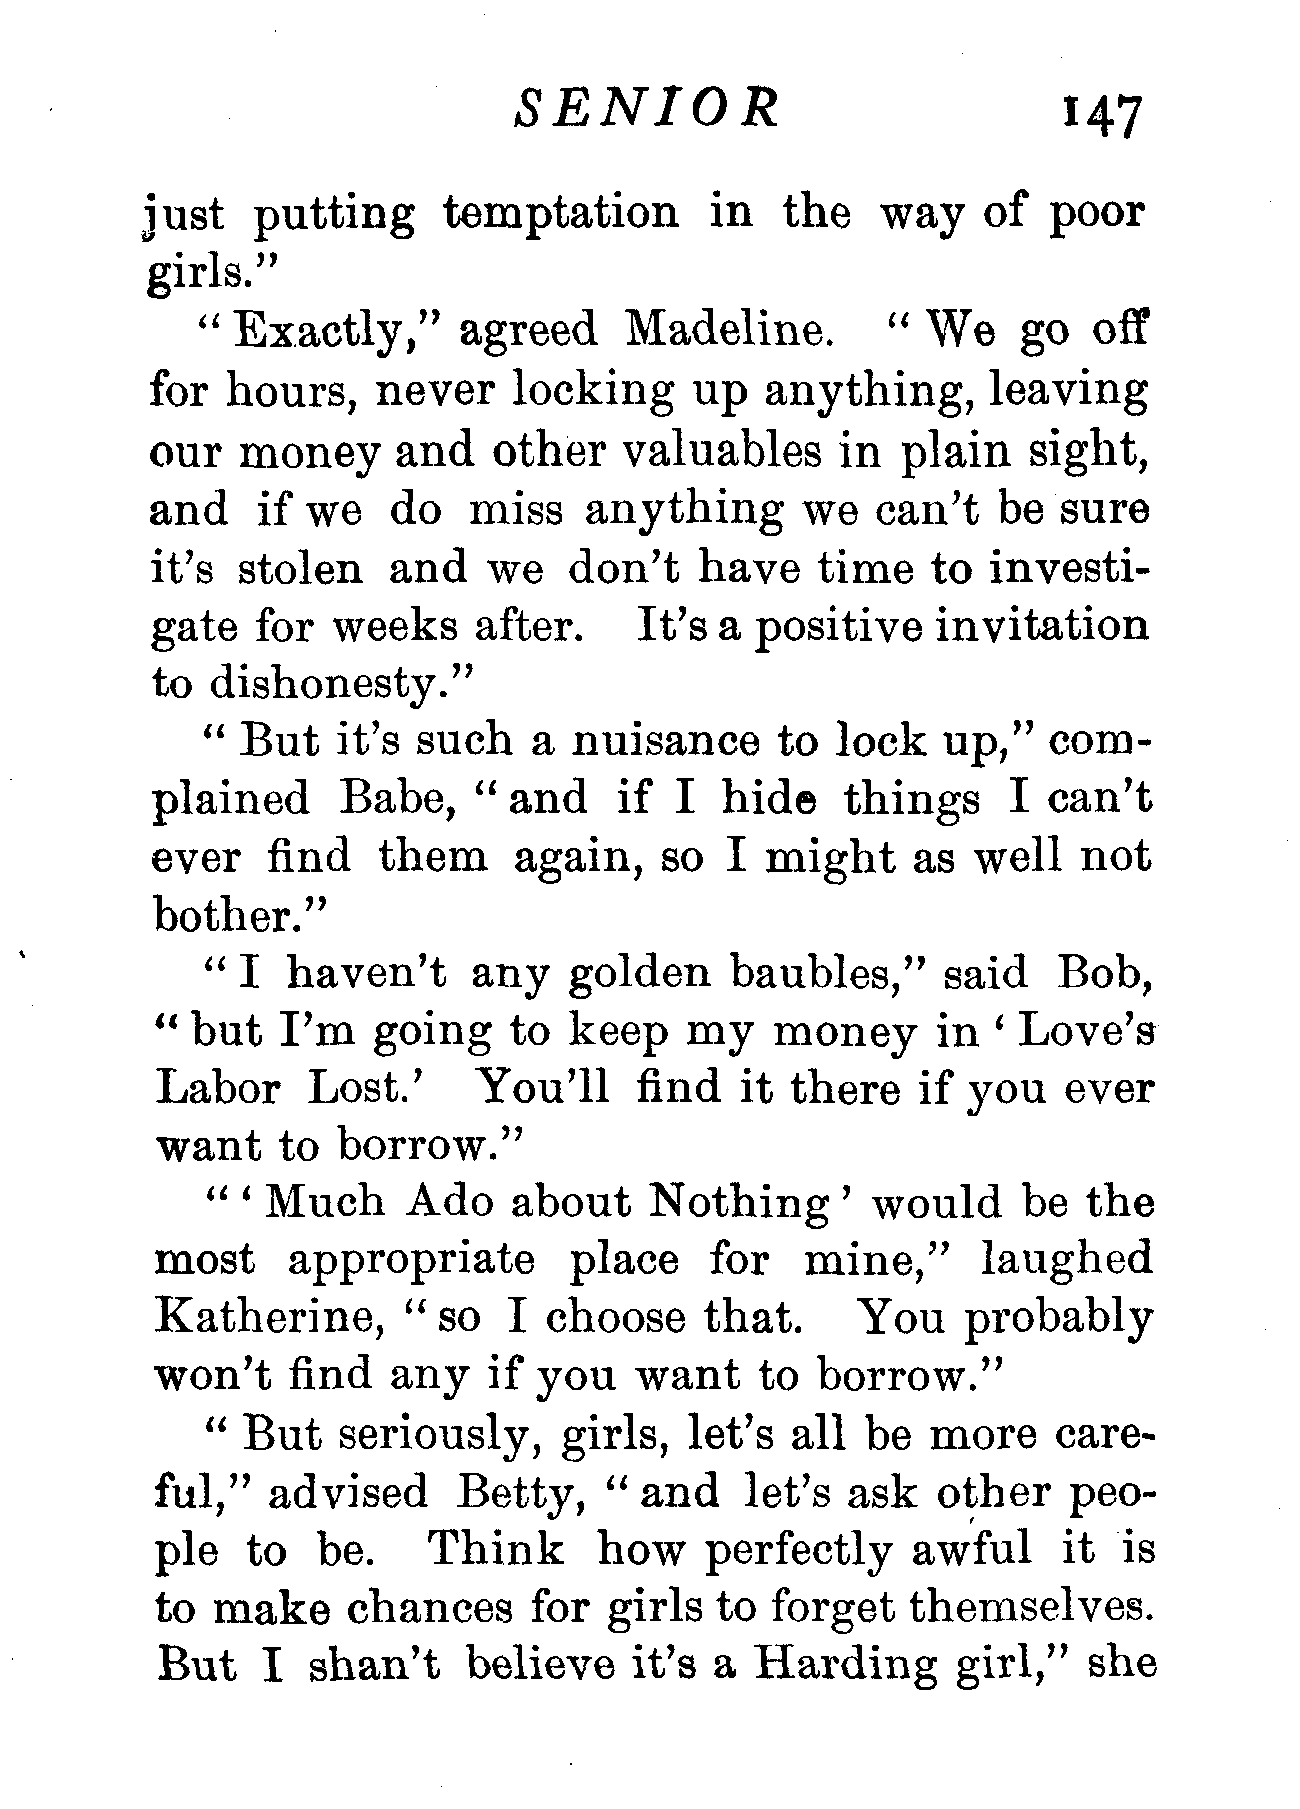 SENIOR 147
just putting temptation in the way of poor
girls."
" Exactly," agreed Madeline. " We go off
for hours, never locking up anything, leaving
our money and other valuables in plain sight,
and if we do miss anything we can't be sure
it's stolen and we don't have time to investi-
gate for weeks after. It's a positive invitation
to dishonesty."
" But it's such a nuisance to lock up," com-
plained Babe, " and if I hide things I can't
ever find them again, so I might as well not
bother."
" I haven't any golden baubles," said Bob,
" but I'm going to keep my money in ' Love's
Labor Lost.' You'll find it there if you ever
want to borrow."
" ' Much Ado about Nothing ' would be the
most appropriate place for mine," laughed
Katherine, " so I choose that. You probably
won't find any if you want to borrow."
" But seriously, girls, let's all be more care-
ful," advised Betty, " and let's ask other peo-
ple to be. Think how perfectly awful it is
to make chances for girls to forget themselves.
But I shan't believe it's a Harding girl," she